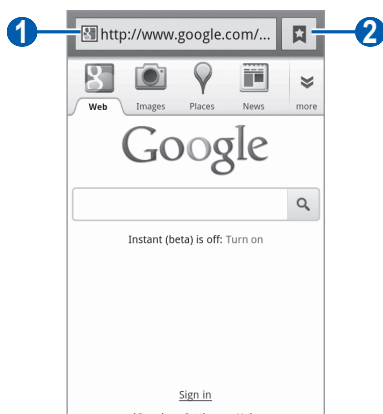 1 http://www.google.com/... 2
Web Images Places News more
Google
Instant (beta) is off: Turn on
Sign in